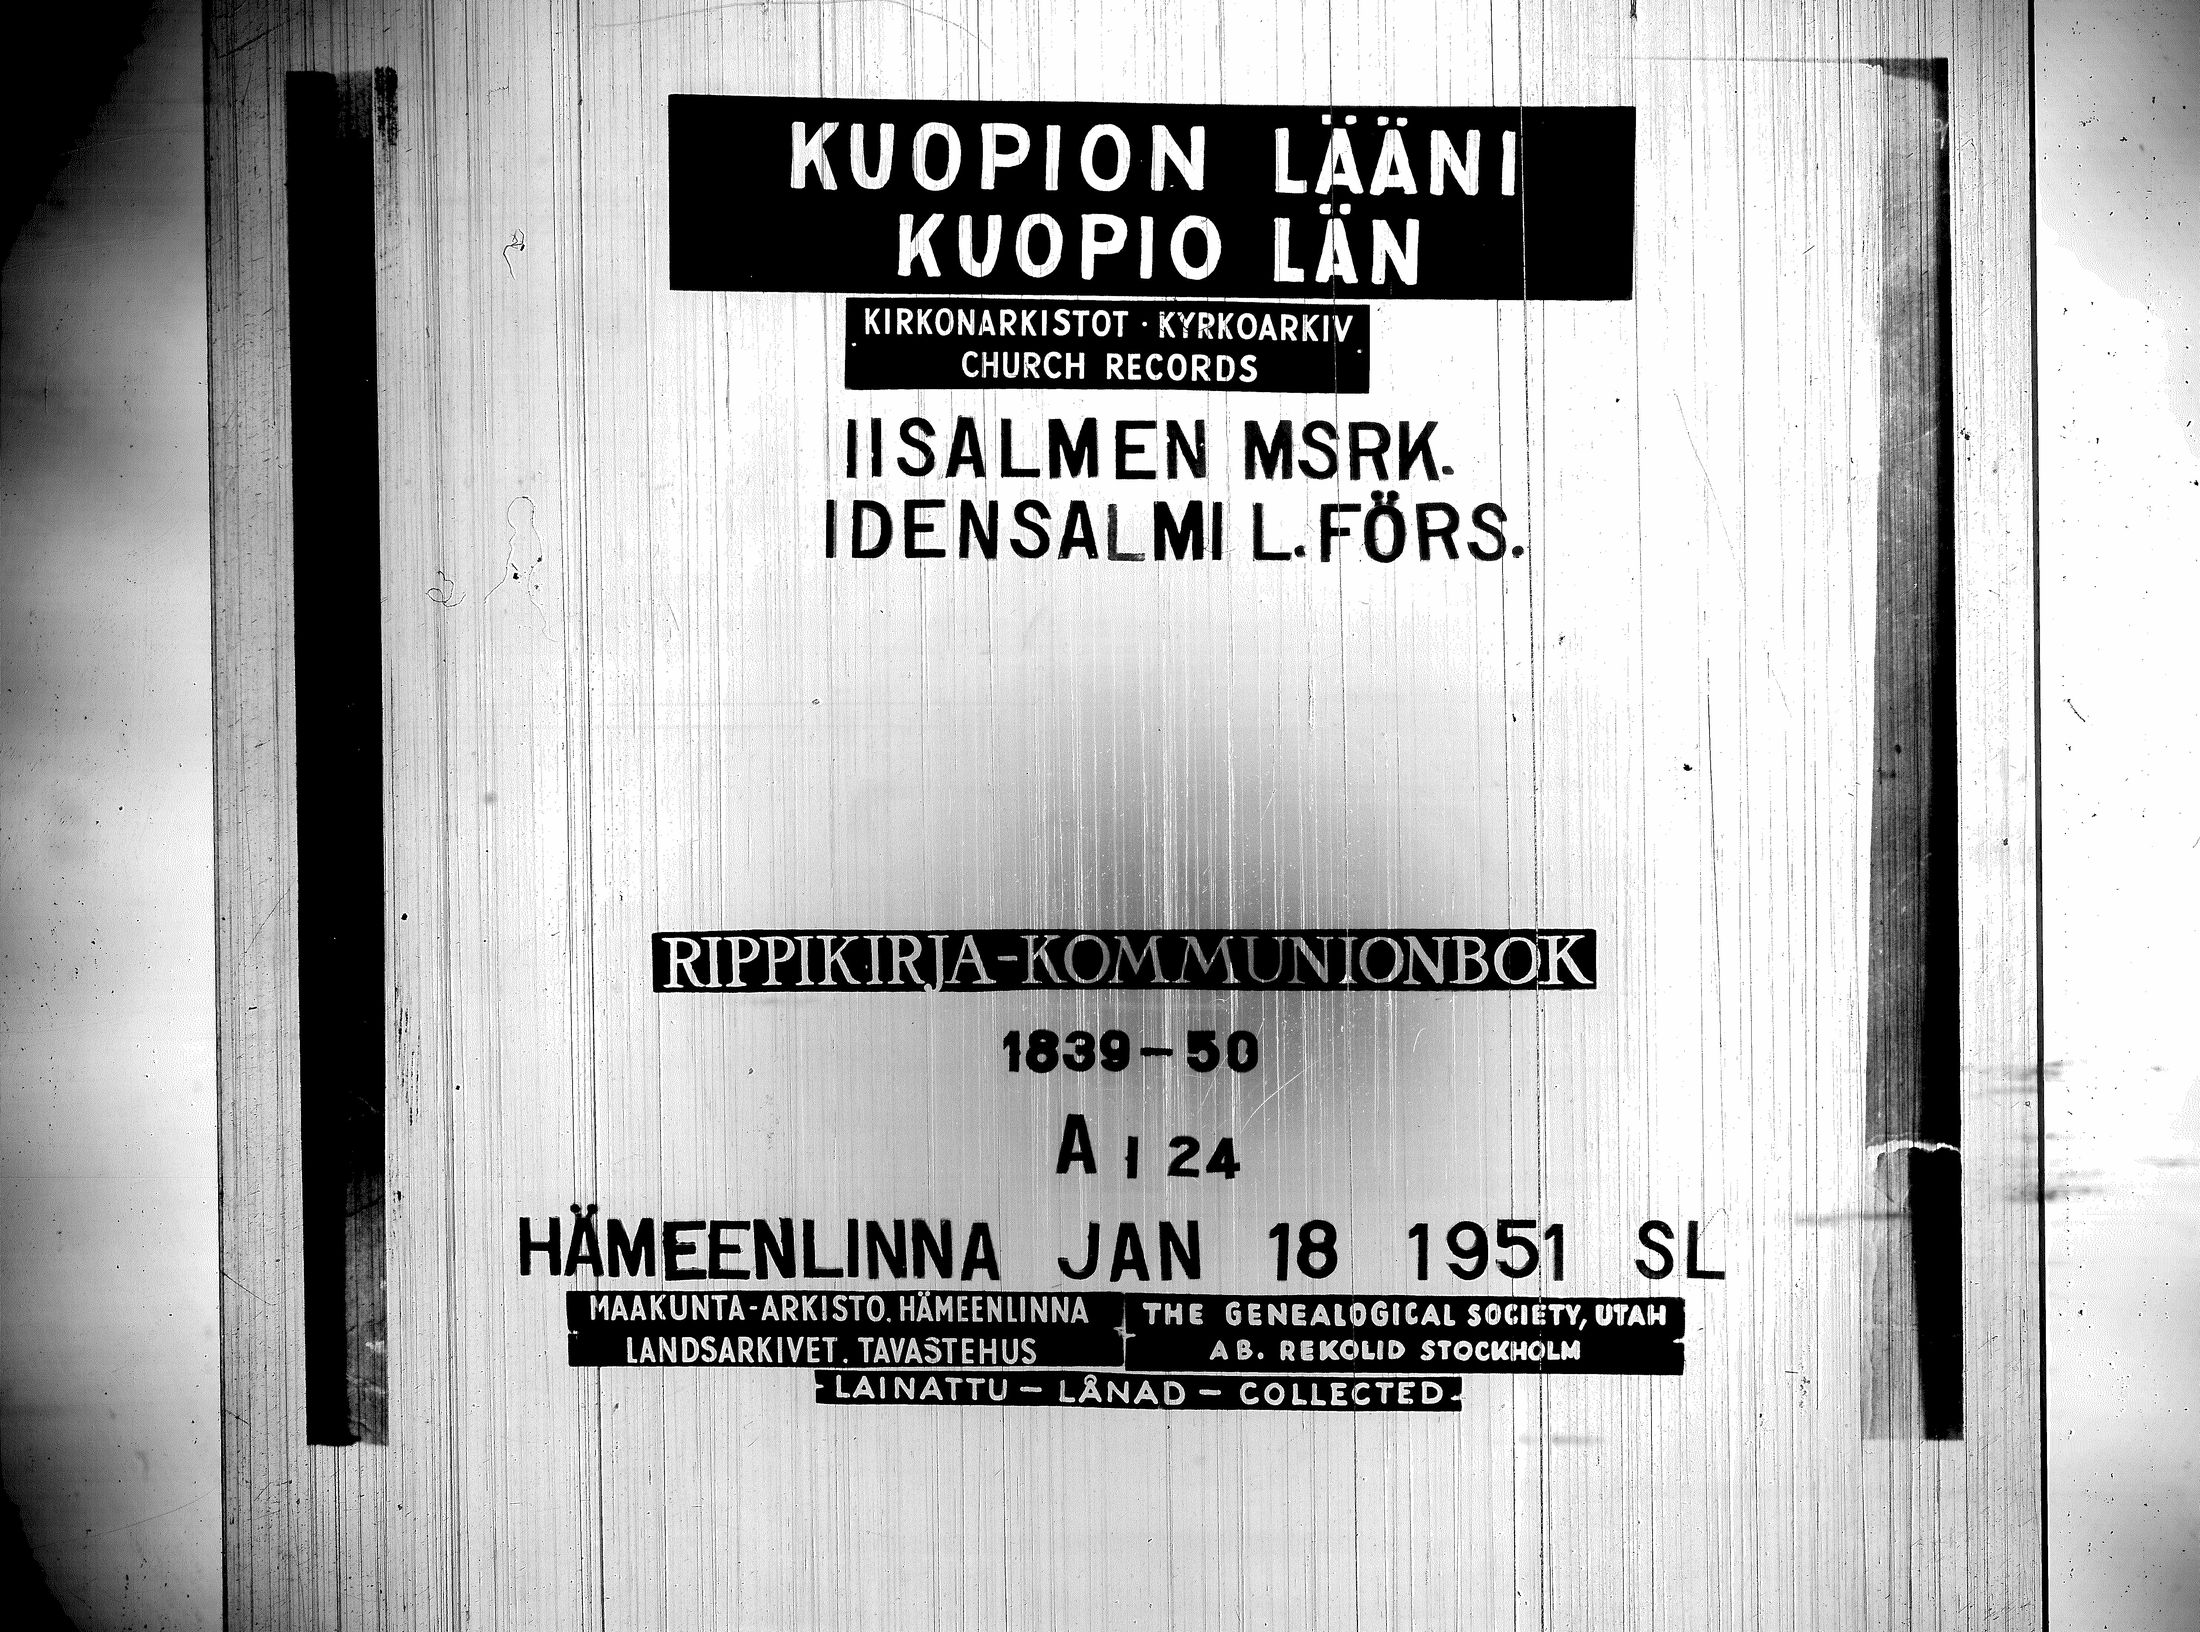 KUOPION LÄÄNI
KUOPIO LÄN
KIRKONARKISTOT · KYRKOARKIV
CHURCH RECORDS
IISALMEN MSRK.
IDENSALMI L.FÖRS.
RIPPIKIRJA-KOMMUNIONBOK
1839-50
A I 24
HÄMEENLINNA JAN 18 1951 SL
MAAKUNTA-ARKISTO. HÄMEENLINNA
LANDSARKIVET. TAVASTEHUS
THE GENEALOGICAL SOCIETY, UTAH
AB. REKOLID STOCKHOLM
LAINATTU - LÅNAD - COLLECTED